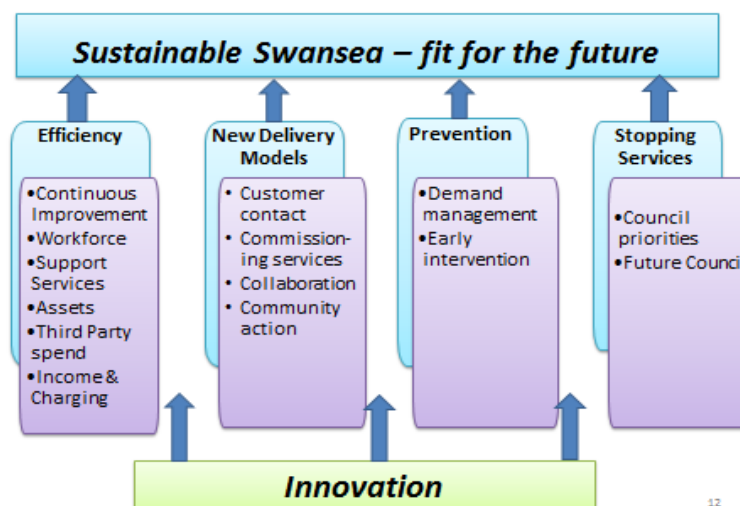 Sustainable Swansea – fit for the future
Efficiency
•Continuous
Improvement
•Workforce
•Support
Services
•Assets
•Third Party
spend
•Income &
Charging
New Delivery
Models
• Customer
contact
• Commission-
ing services
• Collaboration
• Community
action
Prevention
•Demand
management
•Early
intervention
Stopping
Services
•Council
priorities
•Future Counci
Innovation
12